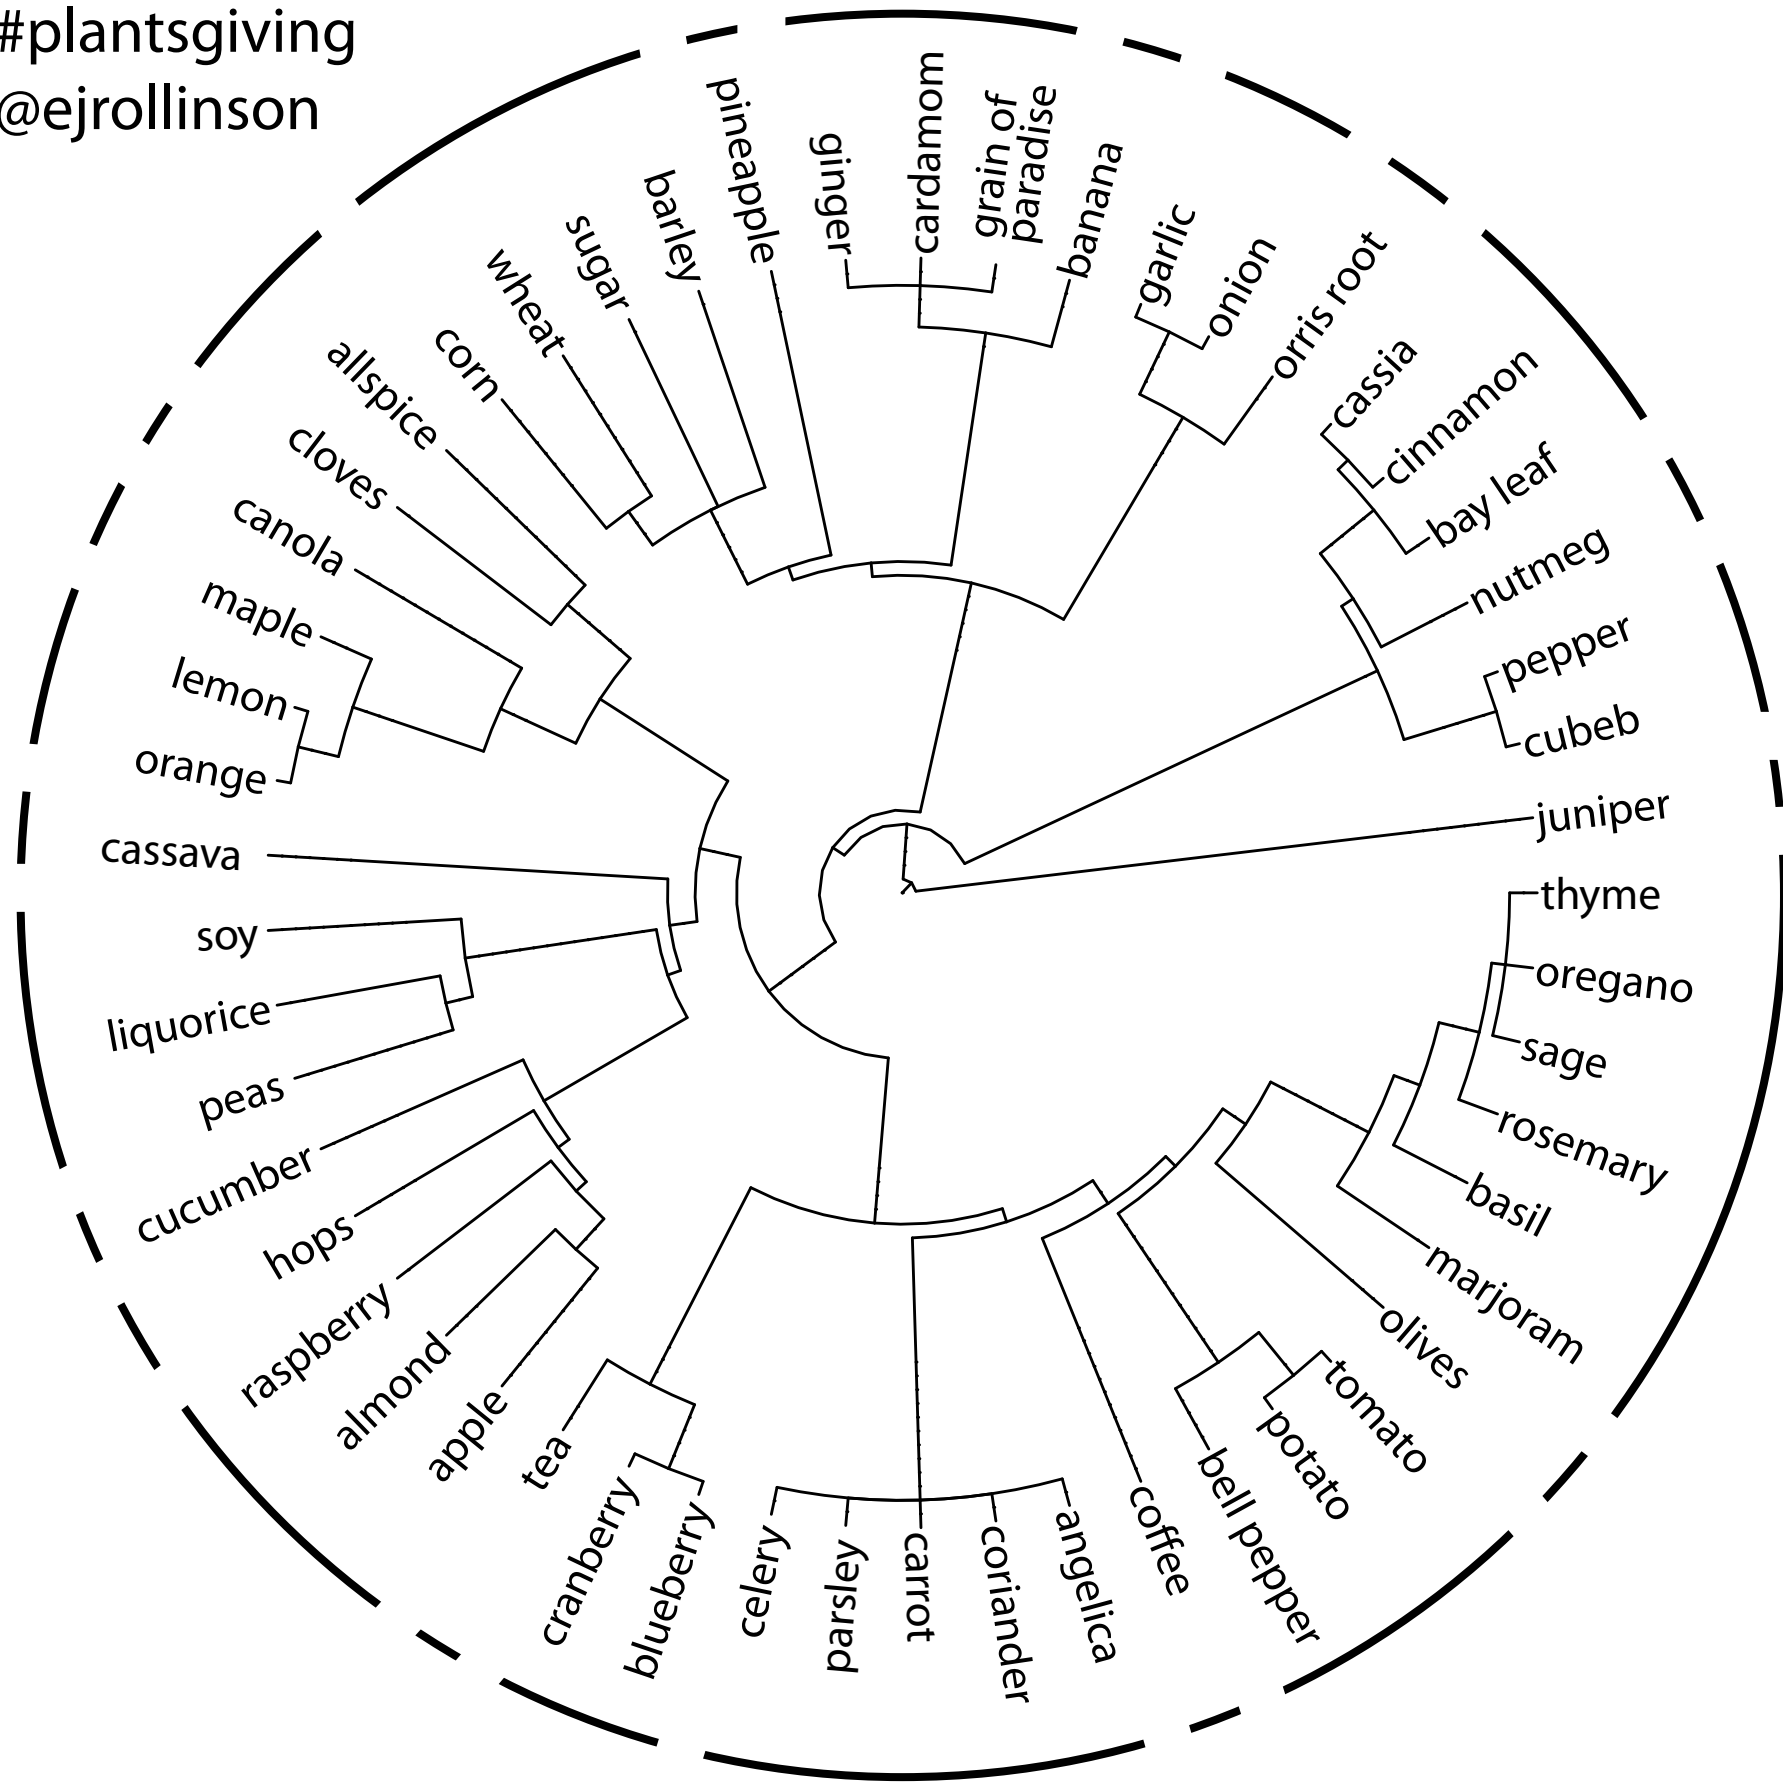 #plantsgiving
@ejrollinson
pineapple
ginger
cardamom
grain of
paradise
banana
garlic
onion
orris root
cassia
cinnamon
bay leaf
nutmeg
pepper
cubeb
juniper
thyme
oregano
sage
rosemary
basil
marjoram
olives
tomato
potato
bell pepper
coffee
angelica
coriander
carrot
parsley
celery
blueberry
cranberry
tea
apple
almond
raspberry
hops
cucumber
peas
liquorice
soy
cassava
orange
lemon
maple
canola
cloves
allspice
corn
wheat
sugar
barley